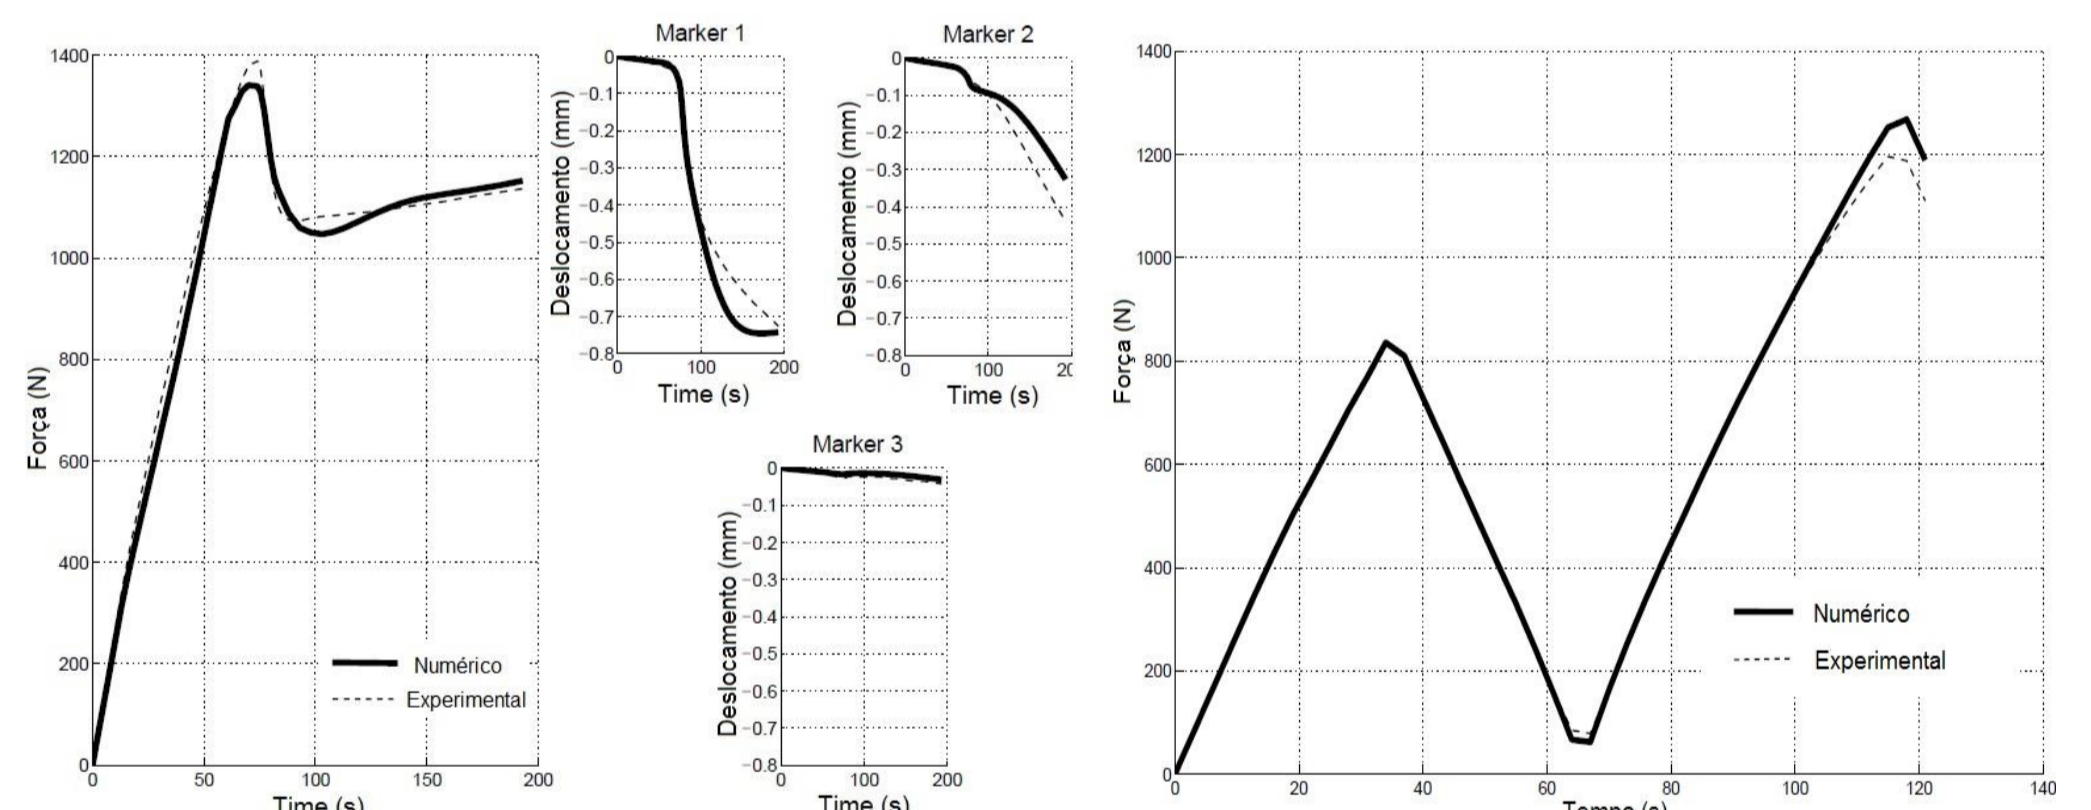 1400
1200
1000
800
600
400
200
0
Força (N)
0 50 100 150 200
Time (s)
Numérico
Experimental
Marker 1
0
−0.1
−0.2
−0.3
−0.4
−0.5
−0.6
−0.7
−0.8
Deslocamento (mm)
0 100 200
Time (s)
Marker 2
0
−0.1
−0.2
−0.3
−0.4
−0.5
−0.6
−0.7
−0.8
Deslocamento (mm)
0 100 20
Time (s)
Marker 3
0
−0.1
−0.2
−0.3
−0.4
−0.5
−0.6
−0.7
−0.8
Deslocamento (mm)
0 100 200
Time (s)
1400
1200
1000
800
600
400
200
0
Força (N)
0 20 40 60 80 100 120 140
Tempo (s)
Numérico
Experimental